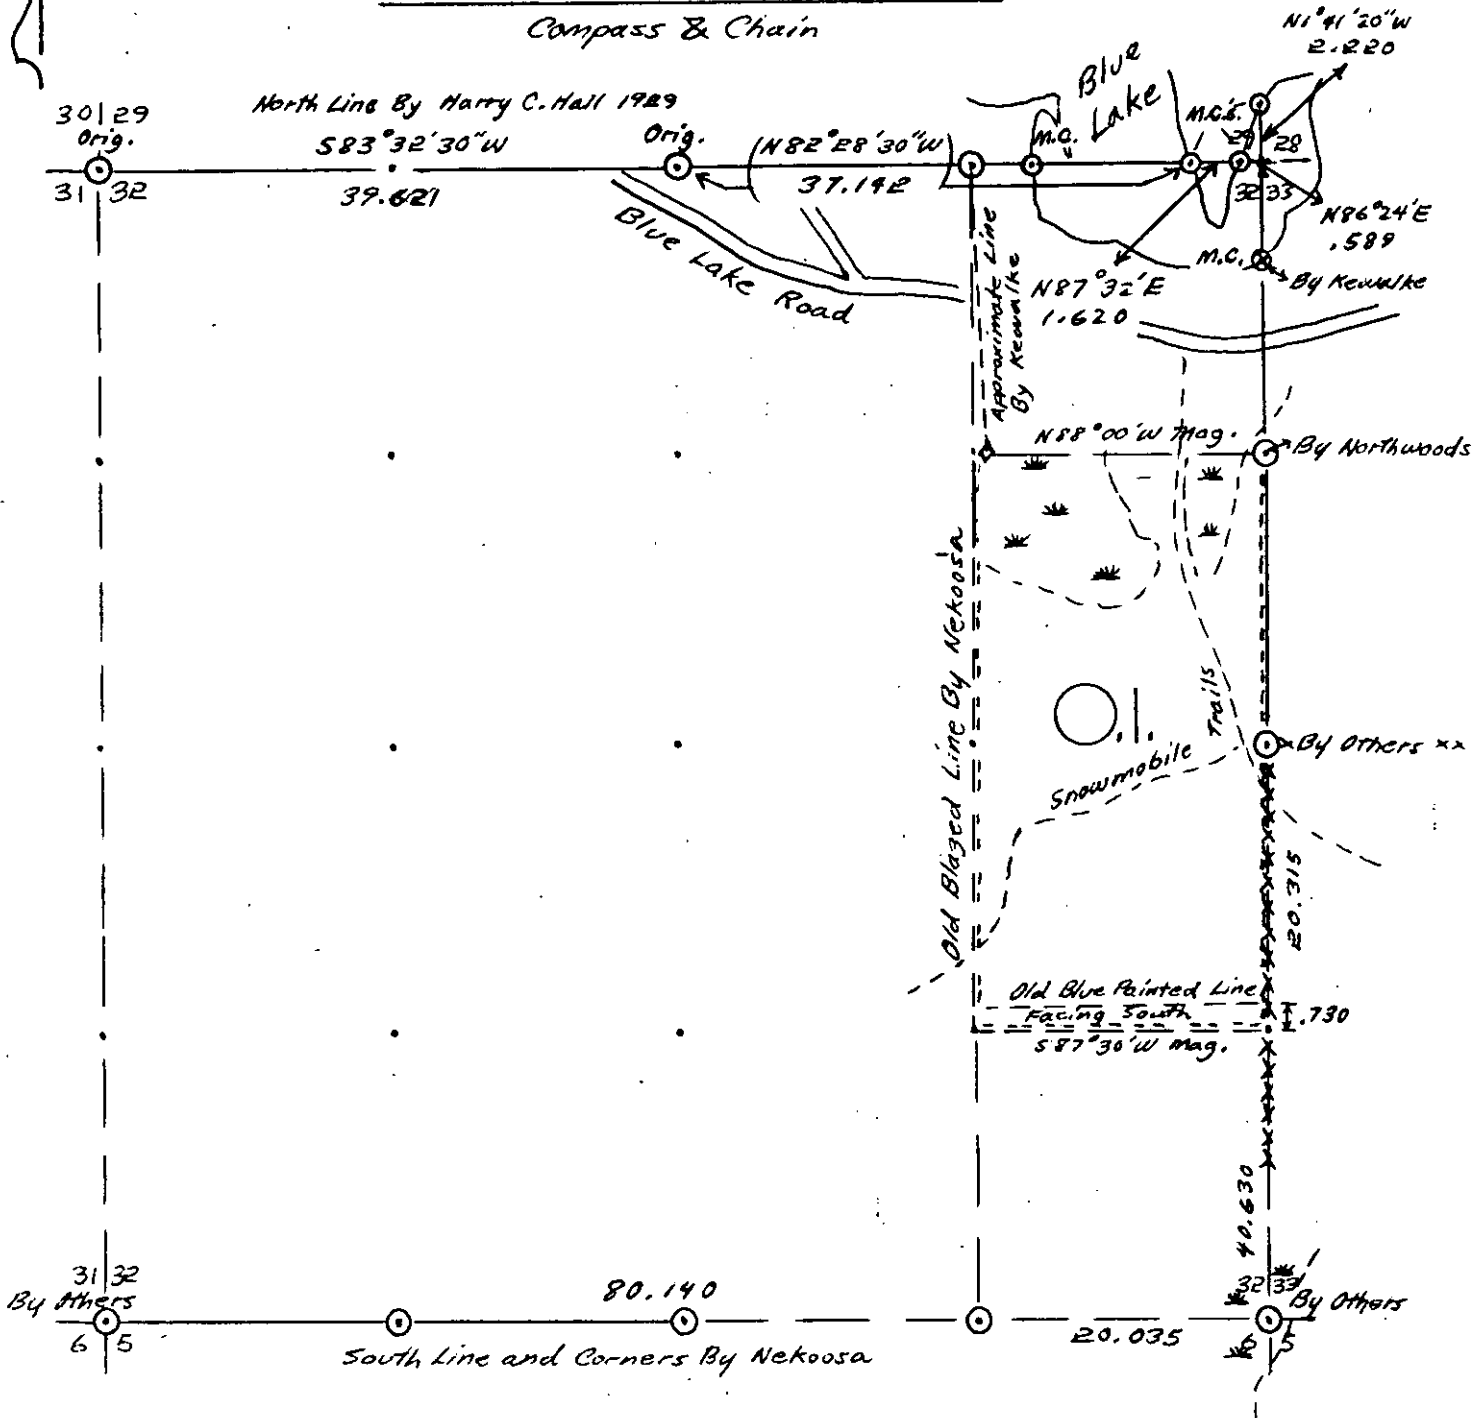 Compass & Chain
N1°41'20"W
2.220
Blue
Lake
30 29
Orig.
31 32
North Line By Harry C. Hall 1929
S83°32'30"W
39.621
Orig.
(N82°28'30"W)
37.142
M.C.
M.C.'s.
29 28
32 33
N86°24'E
.589
M.C.
By Kewalke
N87°32'E
1.620
Blue Lake Road
Approximate Line
By Kewalke
N88°00'W Mag.
By Northwoods
Old Blazed Line By Nekoosa
O.I.
Trails
Snowmobile
By Others xx
20.315
Old Blue Painted Line
Facing South
.730
S87°30'W Mag.
40.630
31 32
By Others
6 5
80.140
20.035
32 33
By Others
5
South Line and Corners By Nekoosa